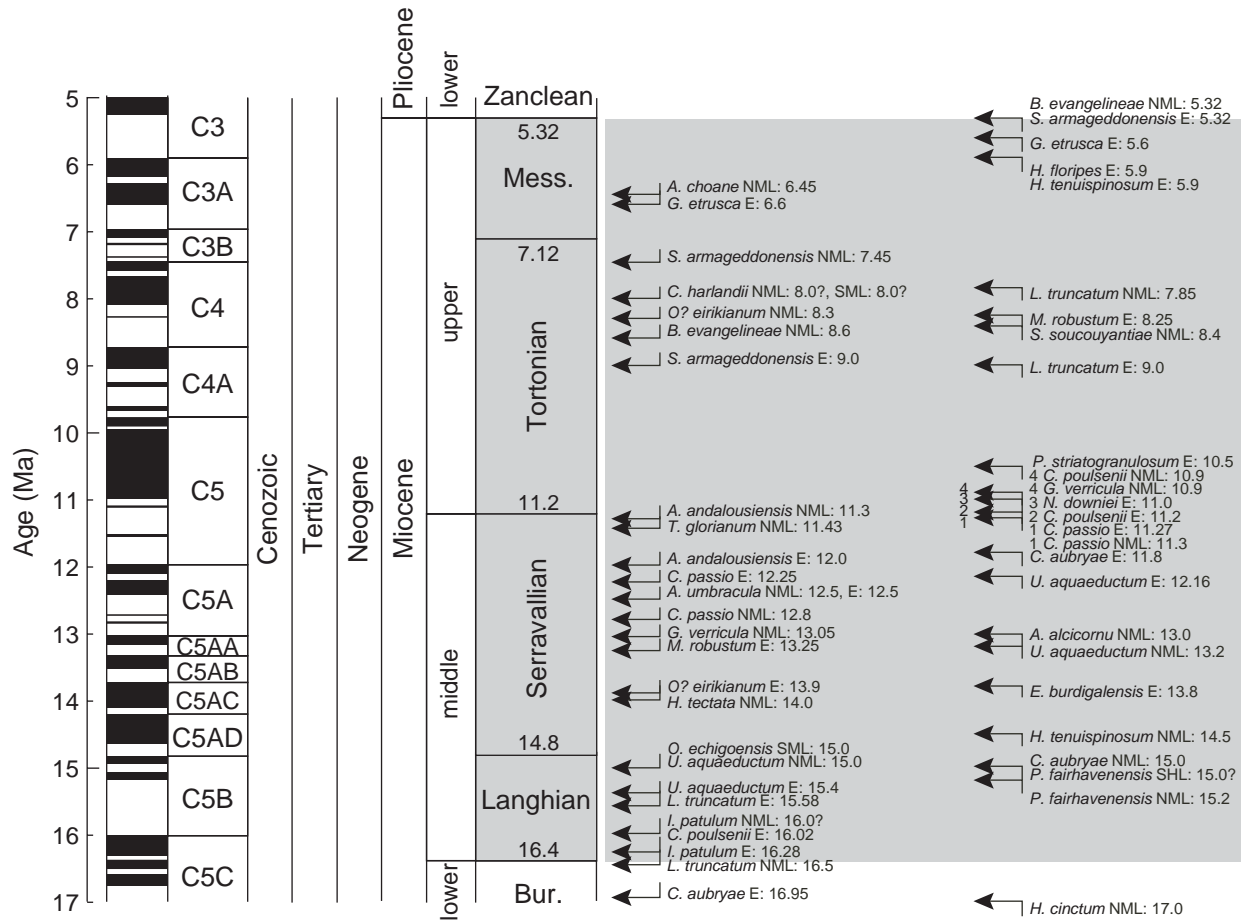 Age (Ma)
5
6
7
8
9
10
11
12
13
14
15
16
17
C3
C3A
C3B
C4
C4A
C5
C5A
C5AA
C5AB
C5AC
C5AD
C5B
C5C
Cenozoic
Tertiary
Neogene
Pliocene
Miocene
lower
upper
middle
lower
Zanclean
5.32
Mess.
7.12
Tortonian
11.2
Serravallian
14.8
Langhian
16.4
Bur.
A. choane NML: 6.45
G. etrusca E: 6.6
S. armageddonensis NML: 7.45
C. harlandii NML: 8.0?, SML: 8.0?
O? eirikianum NML: 8.3
B. evangelineae NML: 8.6
S. armageddonensis E: 9.0
A. andalousiensis NML: 11.3
T. glorianum NML: 11.43
A. andalousiensis E: 12.0
C. passio E: 12.25
A. umbracula NML: 12.5, E: 12.5
C. passio NML: 12.8
G. verricula NML: 13.05
M. robustum E: 13.25
O? eirikianum E: 13.9
H. tectata NML: 14.0
O. echigoensis SML: 15.0
U. aquaeductum NML: 15.0
U. aquaeductum E: 15.4
L. truncatum E: 15.58
I. patulum NML: 16.0?
C. poulsenii E: 16.02
I. patulum E: 16.28
L. truncatum NML: 16.5
C. aubryae E: 16.95
B. evangelineae NML: 5.32
S. armageddonensis E: 5.32
G. etrusca E: 5.6
H. floripes E: 5.9
H. tenuispinosum E: 5.9
L. truncatum NML: 7.85
M. robustum E: 8.25
S. soucouyantiae NML: 8.4
L. truncatum E: 9.0
P. striatogranulosum E: 10.5
4 C. poulsenii NML: 10.9
4 4 G. verricula NML: 10.9
3 3 N. downiei E: 11.0
2 2 C. poulsenii E: 11.2
1 1 C. passio E: 11.27
1 C. passio NML: 11.3
C. aubryae E: 11.8
U. aquaeductum E: 12.16
A. alcicornu NML: 13.0
U. aquaeductum NML: 13.2
E. burdigalensis E: 13.8
H. tenuispinosum NML: 14.5
C. aubryae NML: 15.0
P. fairhavenensis SHL: 15.0?
P. fairhavenensis NML: 15.2
H. cinctum NML: 17.0